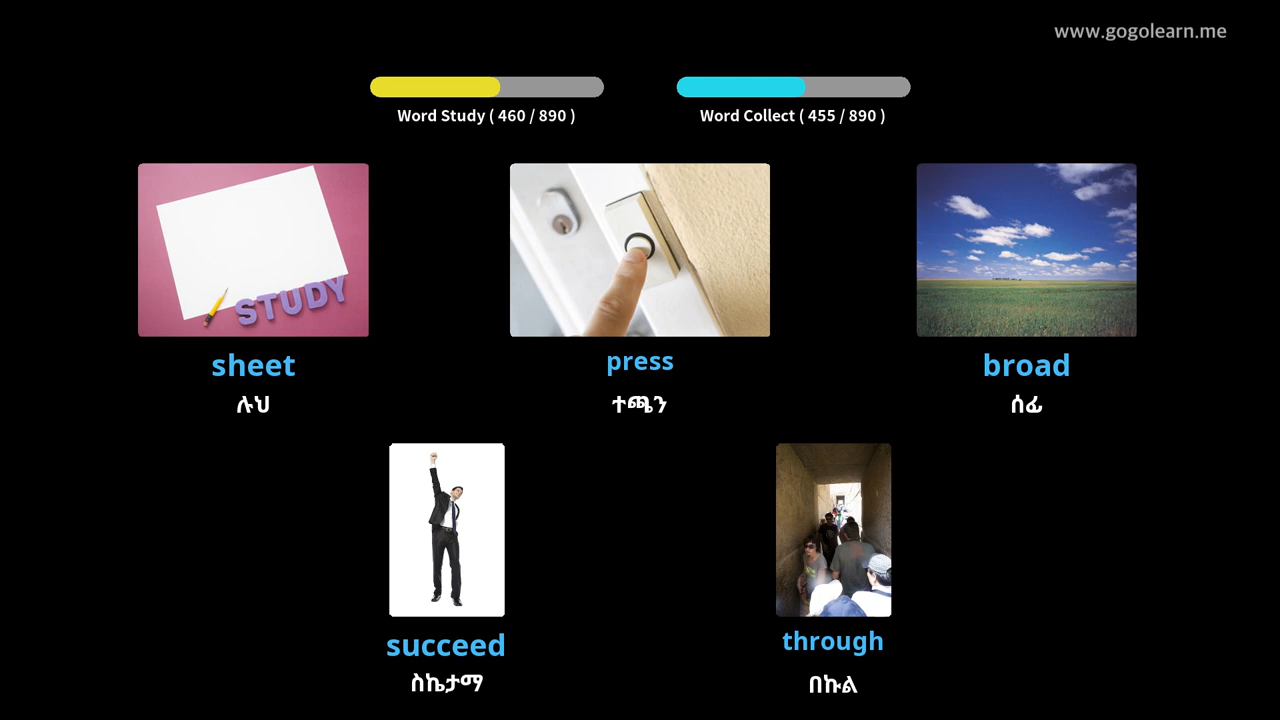 www.gogolearn.me
Word Study ( 460 / 890 )
Word Collect ( 455 / 890 )
STUDY
sheet
press
broad
ሉህ
ተጫን
ሰፊ
succeed
through
ስኬታማ
በኩል